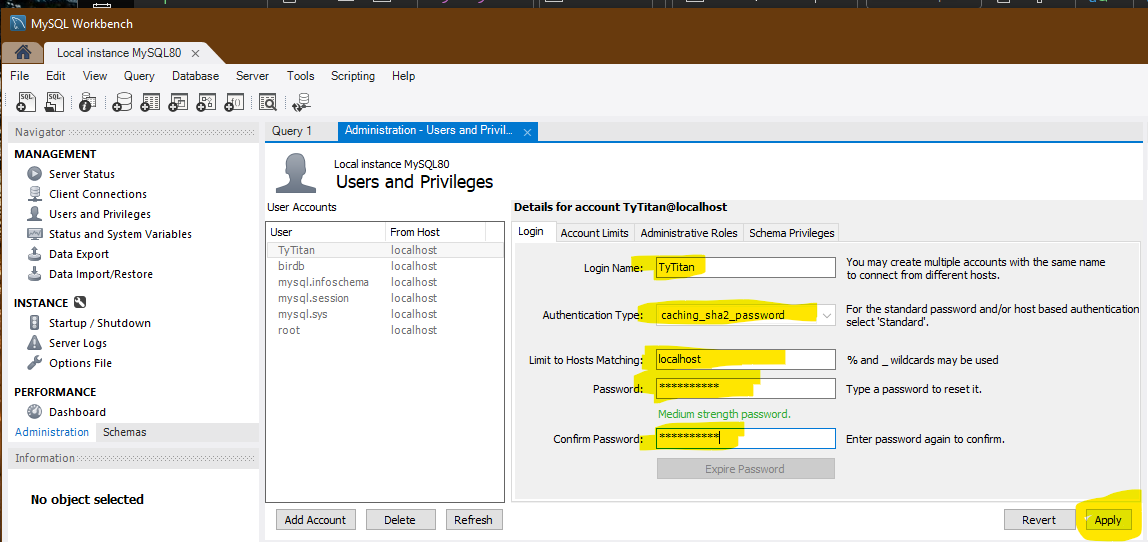 MySQL Workbench
Local instance MySQL80
File Edit View Query Database Server Tools Scripting Help
Navigator
MANAGEMENT
Server Status
Client Connections
Users and Privileges
Status and System Variables
Data Export
Data Import/Restore
INSTANCE
Startup / Shutdown
Server Logs
Options File
PERFORMANCE
Dashboard
Administration Schemas
Information
No object selected
Query 1 Administration - Users and Privil...
Local instance MySQL80
Users and Privileges
User Accounts
User From Host
TyTitan localhost
birdb localhost
mysql.infoschema localhost
mysql.session localhost
mysql.sys localhost
root localhost
Add Account Delete Refresh
Details for account TyTitan@localhost
Login Account Limits Administrative Roles Schema Privileges
Login Name: TyTitan You may create multiple accounts with the same name
to connect from different hosts.
Authentication Type: caching_sha2_password For the standard password and/or host based authentication
select 'Standard'.
Limit to Hosts Matching: localhost % and _ wildcards may be used
Password: ********** Type a password to reset it.
Medium strength password.
Confirm Password: ********** Enter password again to confirm.
Expire Password
Revert Apply